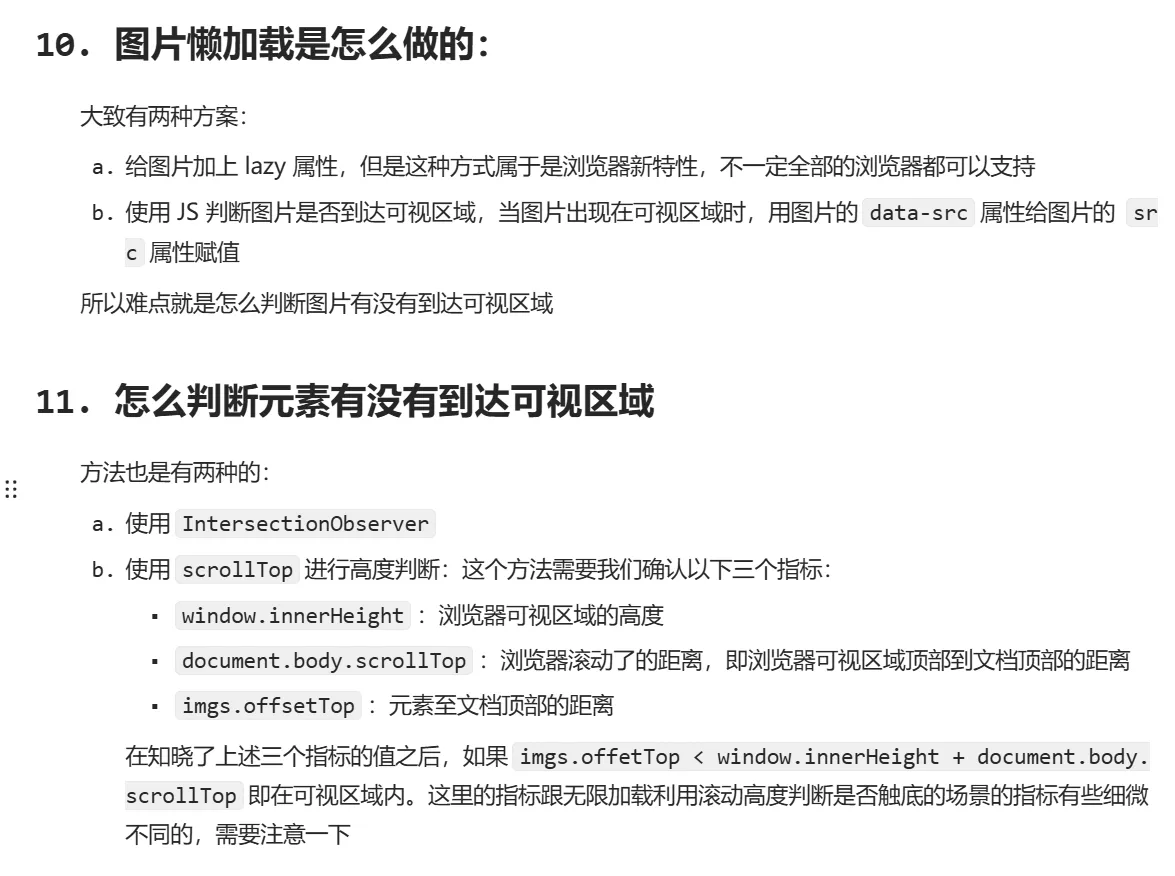 10. 图片懒加载是怎么做的：
大致有两种方案：
a. 给图片加上 lazy 属性，但是这种方式属于是浏览器新特性，不一定全部的浏览器都可以支持
b. 使用 JS 判断图片是否到达可视区域，当图片出现在可视区域时，用图片的 data-src 属性给图片的 sr
c 属性赋值
所以难点就是怎么判断图片有没有到达可视区域
11. 怎么判断元素有没有到达可视区域
方法也是有两种的：
a. 使用 IntersectionObserver
b. 使用 scrollTop 进行高度判断：这个方法需要我们确认以下三个指标：
▪ window.innerHeight ：浏览器可视区域的高度
▪ document.body.scrollTop ：浏览器滚动了的距离，即浏览器可视区域顶部到文档顶部的距离
▪ imgs.offsetTop ：元素至文档顶部的距离
在知晓了上述三个指标的值之后，如果 imgs.offetTop < window.innerHeight + document.body.
scrollTop 即在可视区域内。这里的指标跟无限加载利用滚动高度判断是否触底的场景的指标有些细微
不同的，需要注意一下